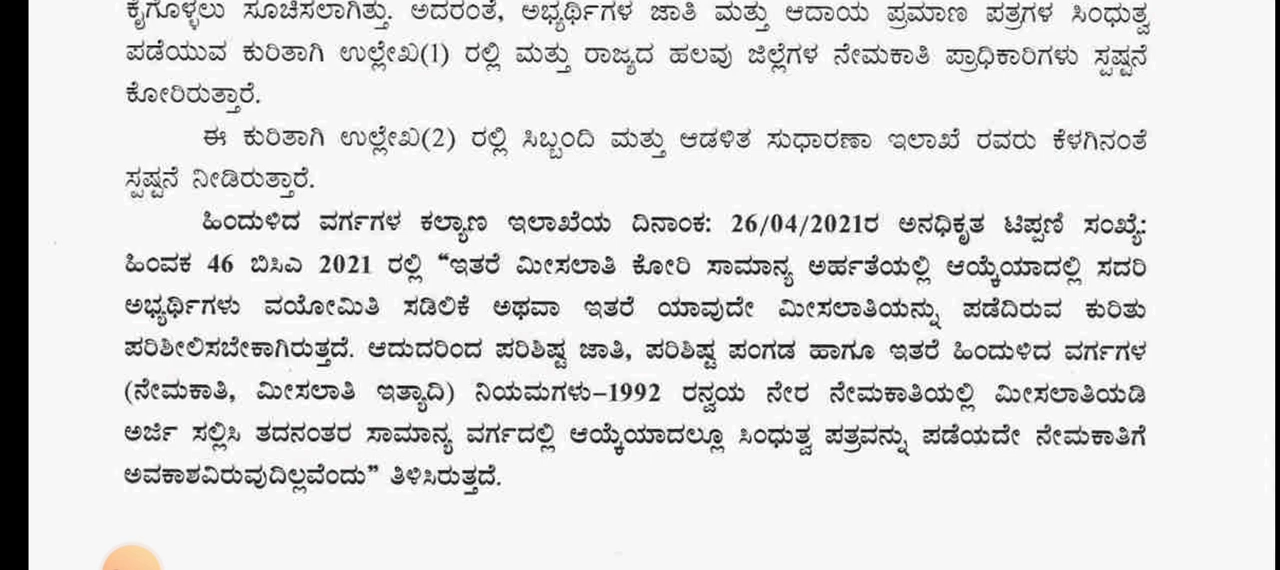 ಕೈಗೊಳ್ಳಲು ಸೂಚಿಸಲಾಗಿತ್ತು. ಅದರಂತೆ, ಅಭ್ಯರ್ಥಿಗಳ ಜಾತಿ ಮತ್ತು ಆದಾಯ ಪ್ರಮಾಣ ಪತ್ರಗಳ ಸಿಂಧುತ್ವ
ಪಡೆಯುವ ಕುರಿತಾಗಿ ಉಲ್ಲೇಖ(1) ರಲ್ಲಿ ಮತ್ತು ರಾಜ್ಯದ ಹಲವು ಜಿಲ್ಲೆಗಳ ನೇಮಕಾತಿ ಪ್ರಾಧಿಕಾರಿಗಳು ಸ್ಪಷ್ಟನೆ
ಕೋರಿರುತ್ತಾರೆ.
ಈ ಕುರಿತಾಗಿ ಉಲ್ಲೇಖ(2) ರಲ್ಲಿ ಸಿಬ್ಬಂದಿ ಮತ್ತು ಆಡಳಿತ ಸುಧಾರಣಾ ಇಲಾಖೆ ರವರು ಕೆಳಗಿನಂತೆ
ಸ್ಪಷ್ಟನೆ ನೀಡಿರುತ್ತಾರೆ.
ಹಿಂದುಳಿದ ವರ್ಗಗಳ ಕಲ್ಯಾಣ ಇಲಾಖೆಯ ದಿನಾಂಕ: 26/04/2021ರ ಅನಧಿಕೃತ ಟಿಪ್ಪಣಿ ಸಂಖ್ಯೆ:
ಹಿಂವಕ 46 ಬಿಸಿಎ 2021 ರಲ್ಲಿ “ಇತರೆ ಮೀಸಲಾತಿ ಕೋರಿ ಸಾಮಾನ್ಯ ಅರ್ಹತೆಯಲ್ಲಿ ಆಯ್ಕೆಯಾದಲ್ಲಿ ಸದರಿ
ಅಭ್ಯರ್ಥಿಗಳು ವಯೋಮಿತಿ ಸಡಿಲಿಕೆ ಅಥವಾ ಇತರೆ ಯಾವುದೇ ಮೀಸಲಾತಿಯನ್ನು ಪಡೆದಿರುವ ಕುರಿತು
ಪರಿಶೀಲಿಸಬೇಕಾಗಿರುತ್ತದೆ. ಆದುದರಿಂದ ಪರಿಶಿಷ್ಟ ಜಾತಿ, ಪರಿಶಿಷ್ಟ ಪಂಗಡ ಹಾಗೂ ಇತರೆ ಹಿಂದುಳಿದ ವರ್ಗಗಳ
(ನೇಮಕಾತಿ, ಮೀಸಲಾತಿ ಇತ್ಯಾದಿ) ನಿಯಮಗಳು–1992 ರನ್ವಯ ನೇರ ನೇಮಕಾತಿಯಲ್ಲಿ ಮೀಸಲಾತಿಯಡಿ
ಅರ್ಜಿ ಸಲ್ಲಿಸಿ ತದನಂತರ ಸಾಮಾನ್ಯ ವರ್ಗದಲ್ಲಿ ಆಯ್ಕೆಯಾದಲ್ಲೂ ಸಿಂಧುತ್ವ ಪತ್ರವನ್ನು ಪಡೆಯದೇ ನೇಮಕಾತಿಗೆ
ಅವಕಾಶವಿರುವುದಿಲ್ಲವೆಂದು” ತಿಳಿಸಿರುತ್ತದೆ.